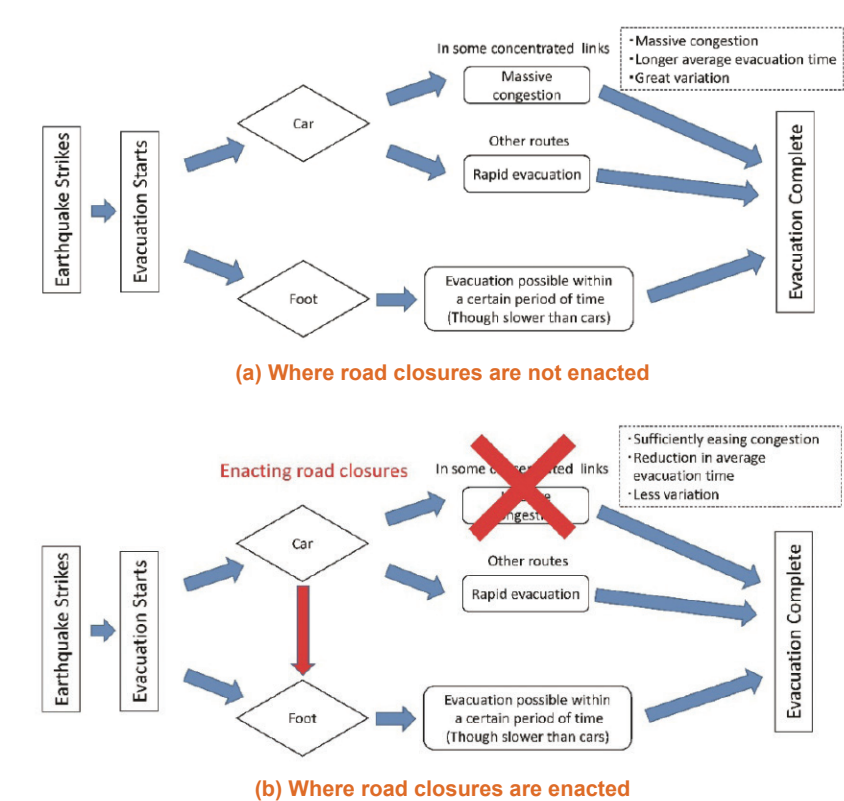 In some concentrated links
・Massive congestion
・Longer average evacuation time
・Great variation
Massive
congestion
Car
Other routes
Rapid evacuation
Earthquake Strikes
Evacuation Starts
Evacuation Complete
Foot
Evacuation possible within
a certain period of time
(Though slower than cars)
(a) Where road closures are not enacted
Enacting road closures
In some links
・Sufficiently easing congestion
・Reduction in average
evacuation time
・Less variation
Car
Other routes
Rapid evacuation
Earthquake Strikes
Evacuation Starts
Evacuation Complete
Foot
Evacuation possible within
a certain period of time
(Though slower than cars)
(b) Where road closures are enacted